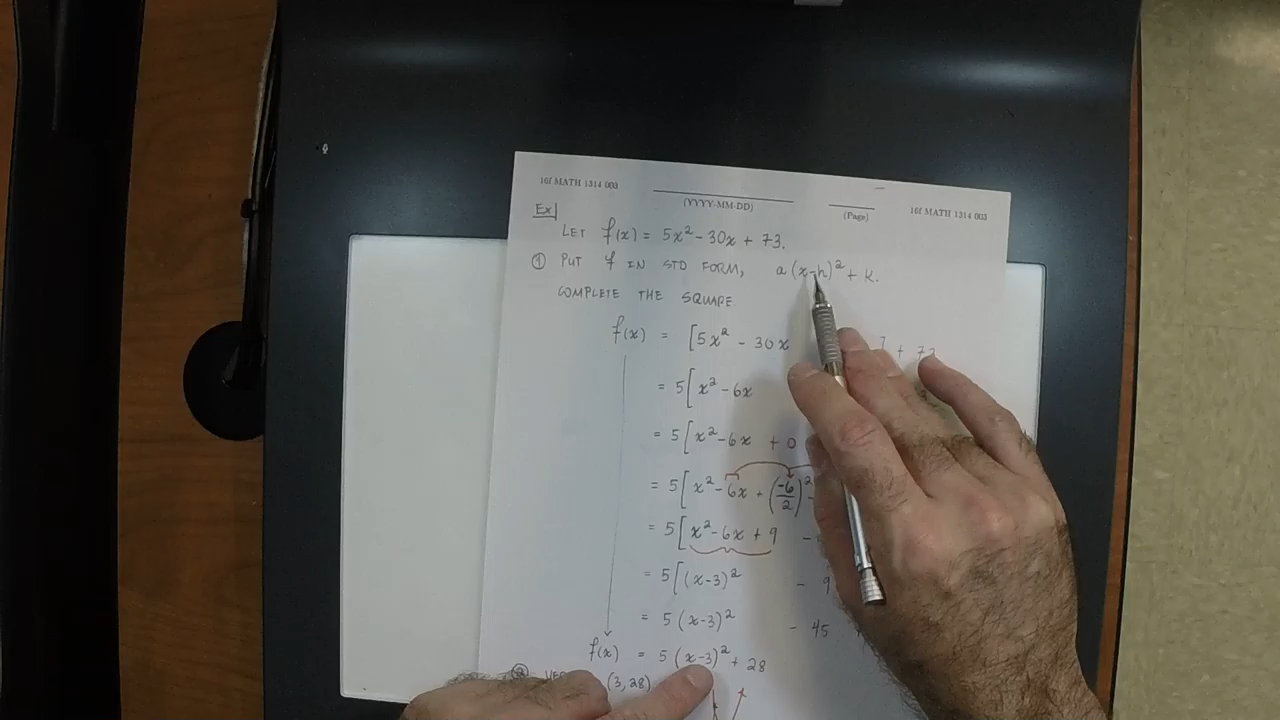 16f MATH 1314 003
(YYYY-MM-DD)
(Page)
16f MATH 1314 003
Ex|
LET f(x) = 5x² - 30x + 73.
① PUT f IN STD FORM, a(x-h)² + k.
COMPLETE THE SQUARE
f(x) = [5x² - 30x ] + 73
= 5[x² - 6x
= 5[x² - 6x + 0
= 5[x² - 6x + (-6/2)² -
= 5[x² - 6x + 9 -
= 5[(x-3)² - 9
= 5(x-3)² - 45
f(x) = 5(x-3)² + 28
② (3, 28)